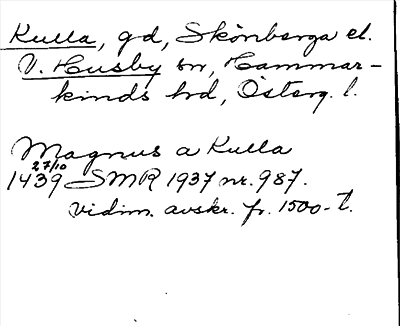 Kulla, gd, Skönberga el.
V. Husby sn, Hammar-
kinds hd, Österg. l.
Magnus a Kulla
27/10
1439 SMR 1937 nr. 987.
vidim. avskr. fr. 1500-t.